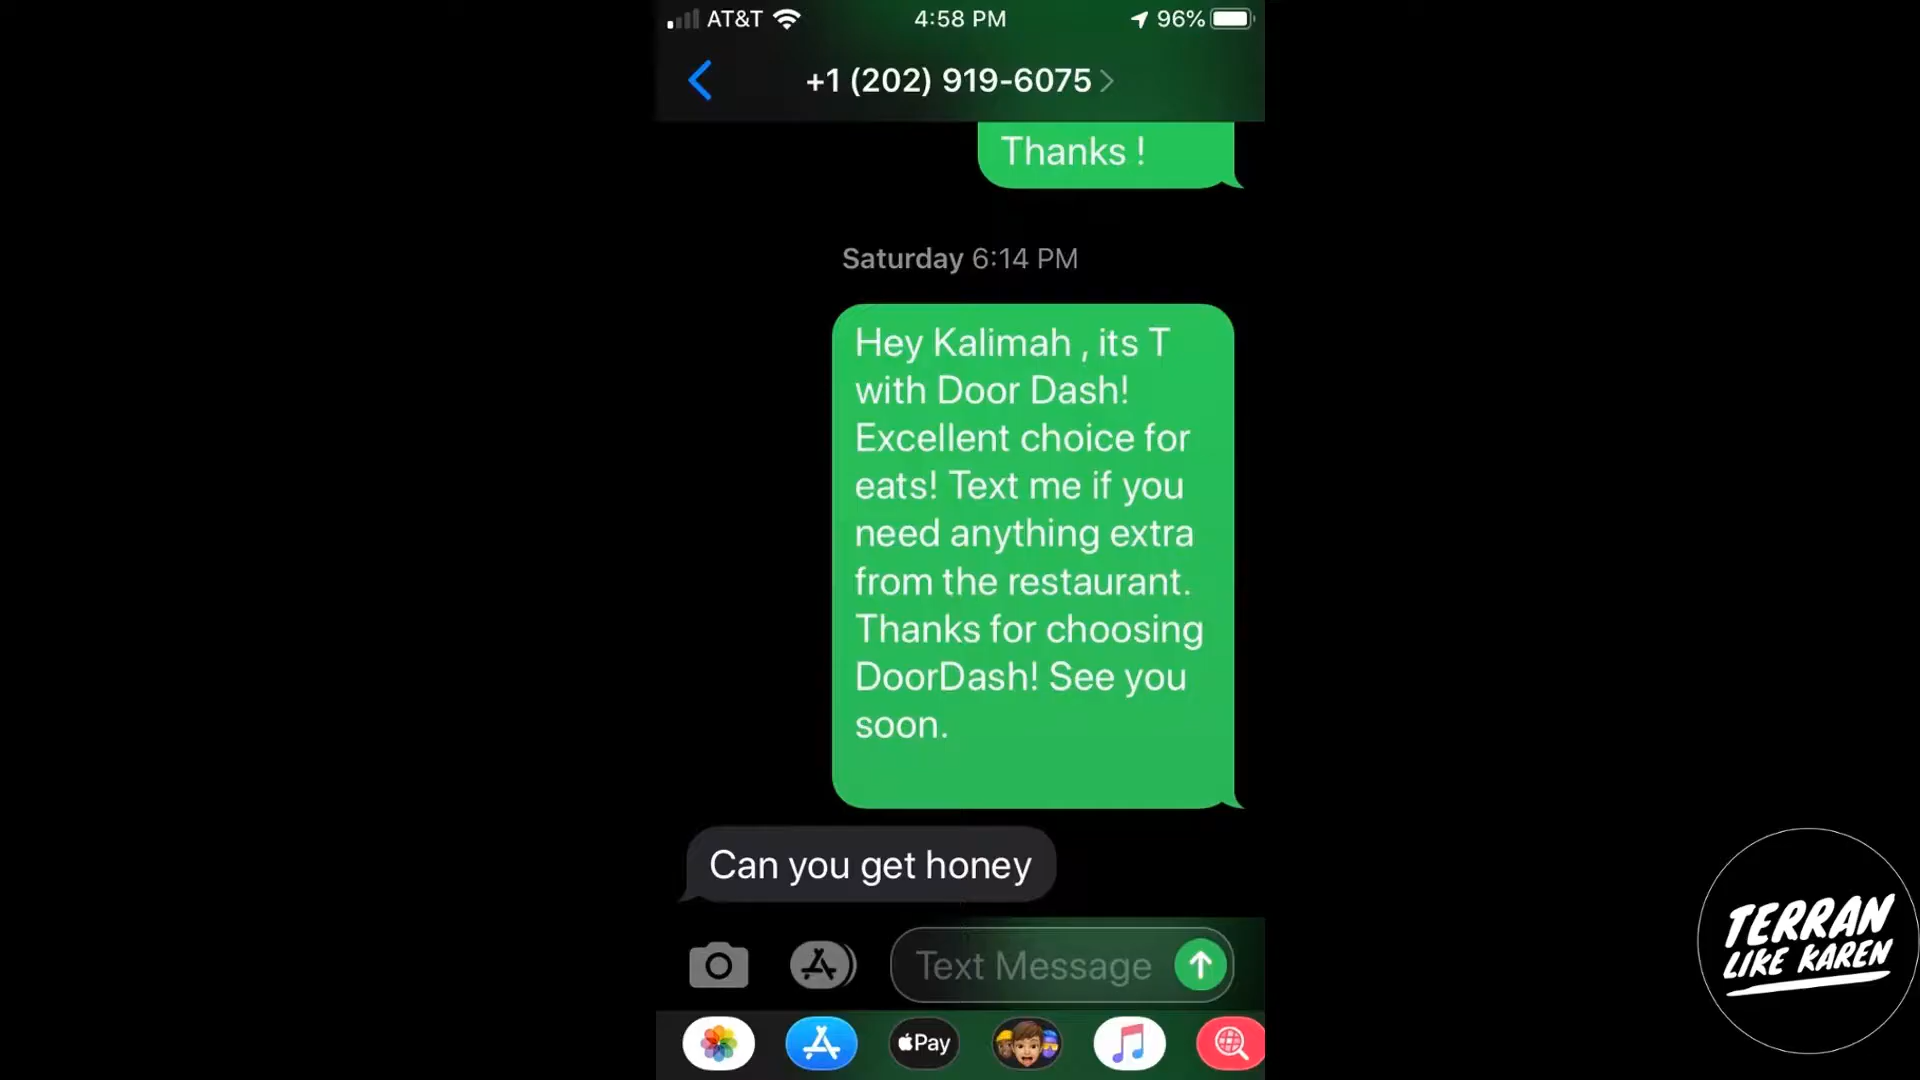 AT&T 4:58 PM 96%
+1 (202) 919-6075
Thanks !
Saturday 6:14 PM
Hey Kalimah , its T
with Door Dash!
Excellent choice for
eats! Text me if you
need anything extra
from the restaurant.
Thanks for choosing
DoorDash! See you
soon.
Can you get honey
Text Message
Pay
TERRAN
LIKE KAREN